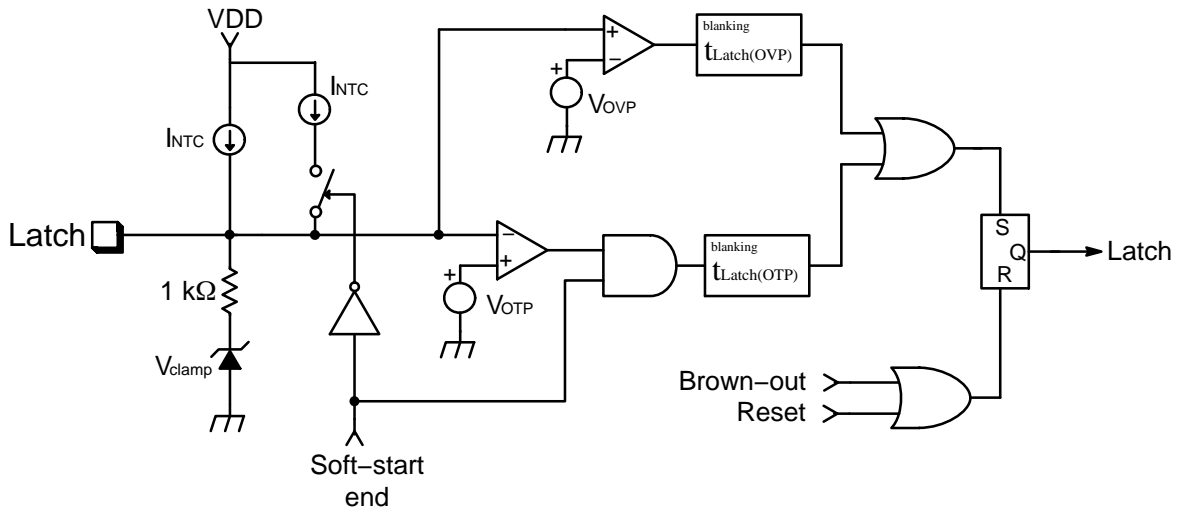 VDD
INTC
INTC
Latch
1 kΩ
Vclamp
+
−
+
VOVP
blanking
tLatch(OVP)
−
+
+
VOTP
blanking
tLatch(OTP)
S
Q
R
Latch
Brown−out
Reset
Soft−start
end